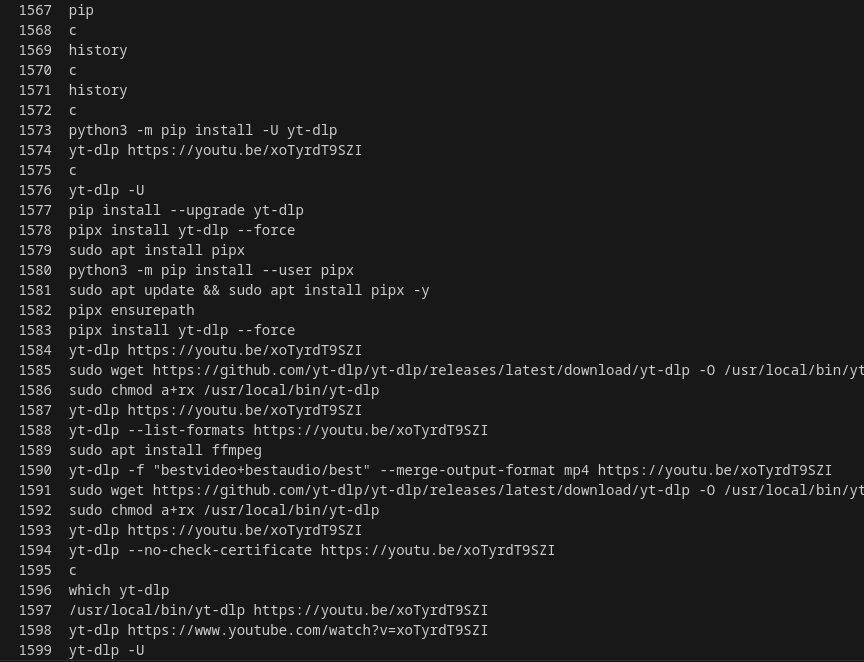 1567  pip
1568  c
1569  history
1570  c
1571  history
1572  c
1573  python3 -m pip install -U yt-dlp
1574  yt-dlp https://youtu.be/xoTyrdT9SZI
1575  c
1576  yt-dlp -U
1577  pip install --upgrade yt-dlp
1578  pipx install yt-dlp --force
1579  sudo apt install pipx
1580  python3 -m pip install --user pipx
1581  sudo apt update && sudo apt install pipx -y
1582  pipx ensurepath
1583  pipx install yt-dlp --force
1584  yt-dlp https://youtu.be/xoTyrdT9SZI
1585  sudo wget https://github.com/yt-dlp/yt-dlp/releases/latest/download/yt-dlp -O /usr/local/bin/yt
1586  sudo chmod a+rx /usr/local/bin/yt-dlp
1587  yt-dlp https://youtu.be/xoTyrdT9SZI
1588  yt-dlp --list-formats https://youtu.be/xoTyrdT9SZI
1589  sudo apt install ffmpeg
1590  yt-dlp -f "bestvideo+bestaudio/best" --merge-output-format mp4 https://youtu.be/xoTyrdT9SZI
1591  sudo wget https://github.com/yt-dlp/yt-dlp/releases/latest/download/yt-dlp -O /usr/local/bin/yt
1592  sudo chmod a+rx /usr/local/bin/yt-dlp
1593  yt-dlp https://youtu.be/xoTyrdT9SZI
1594  yt-dlp --no-check-certificate https://youtu.be/xoTyrdT9SZI
1595  c
1596  which yt-dlp
1597  /usr/local/bin/yt-dlp https://youtu.be/xoTyrdT9SZI
1598  yt-dlp https://www.youtube.com/watch?v=xoTyrdT9SZI
1599  yt-dlp -U